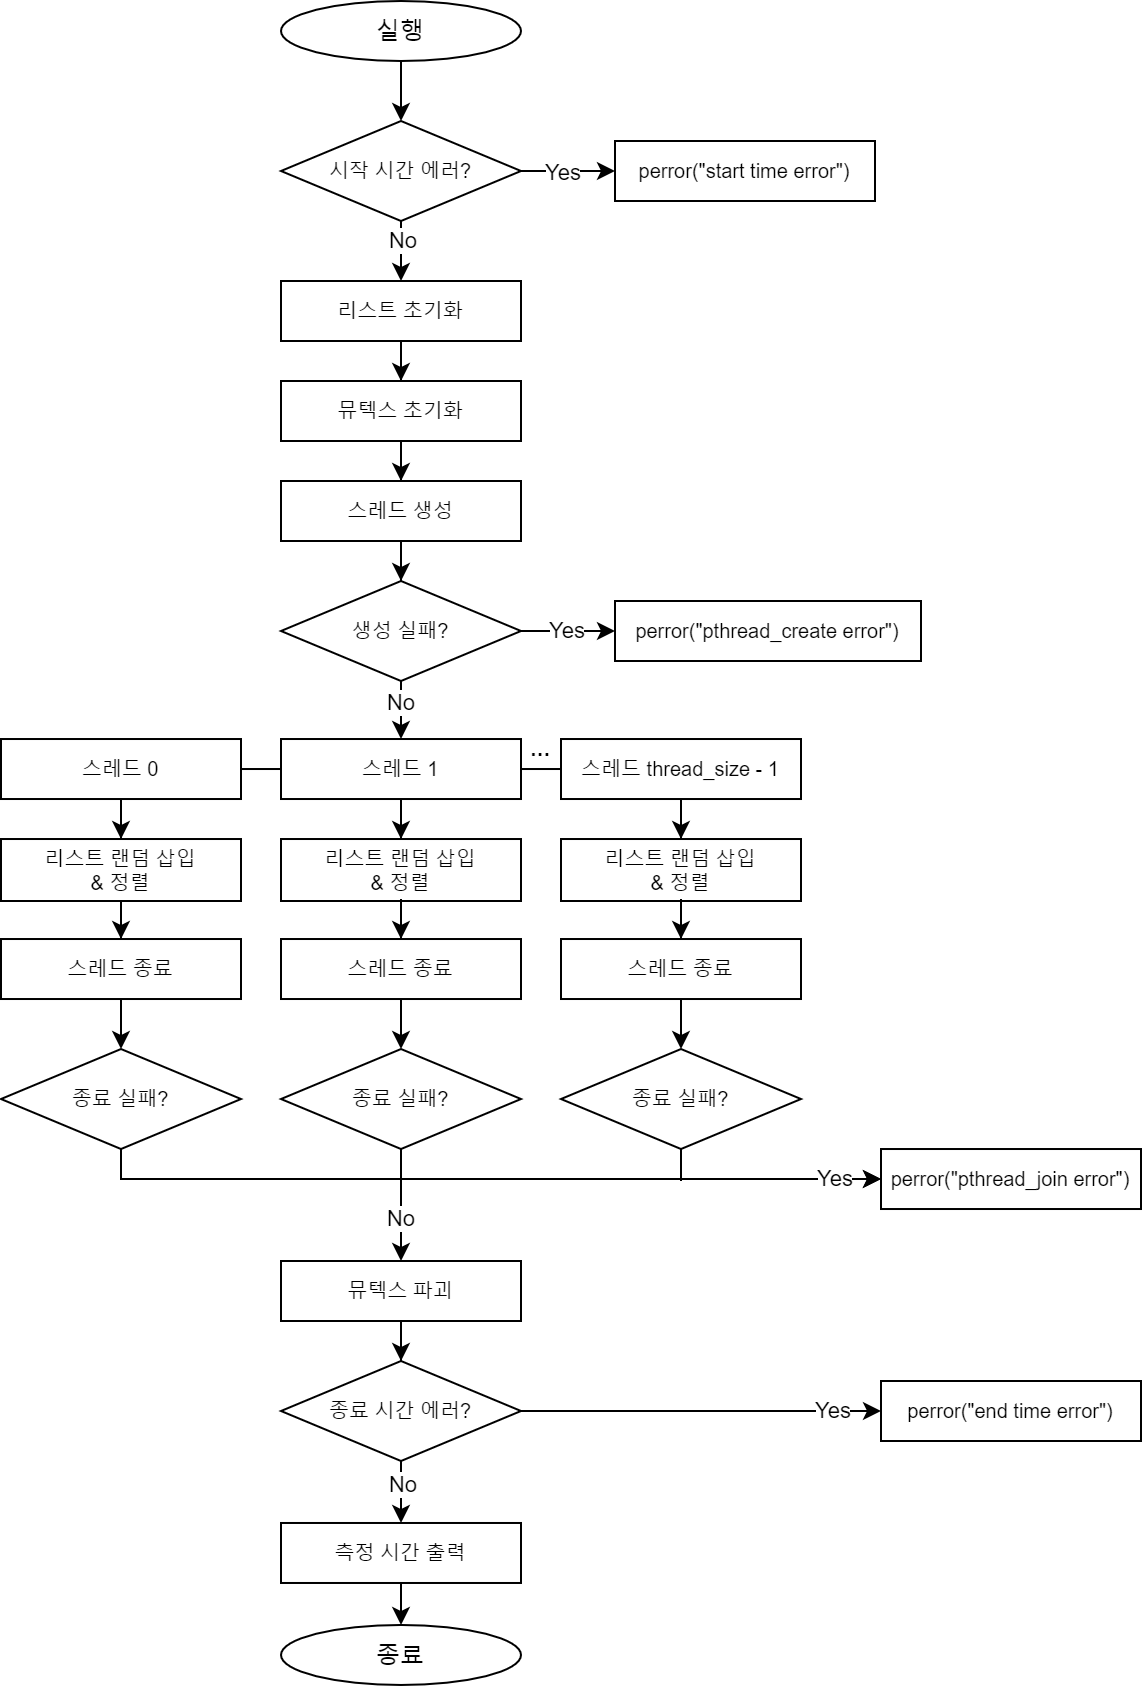 실행
시작 시간 에러?
Yes
perror("start time error")
No
리스트 초기화
뮤텍스 초기화
스레드 생성
생성 실패?
Yes
perror("pthread_create error")
No
스레드 0
스레드 1
...
스레드 thread_size - 1
리스트 랜덤 삽입
& 정렬
리스트 랜덤 삽입
& 정렬
리스트 랜덤 삽입
& 정렬
스레드 종료
스레드 종료
스레드 종료
종료 실패?
종료 실패?
종료 실패?
Yes
perror("pthread_join error")
No
뮤텍스 파괴
종료 시간 에러?
Yes
perror("end time error")
No
측정 시간 출력
종료